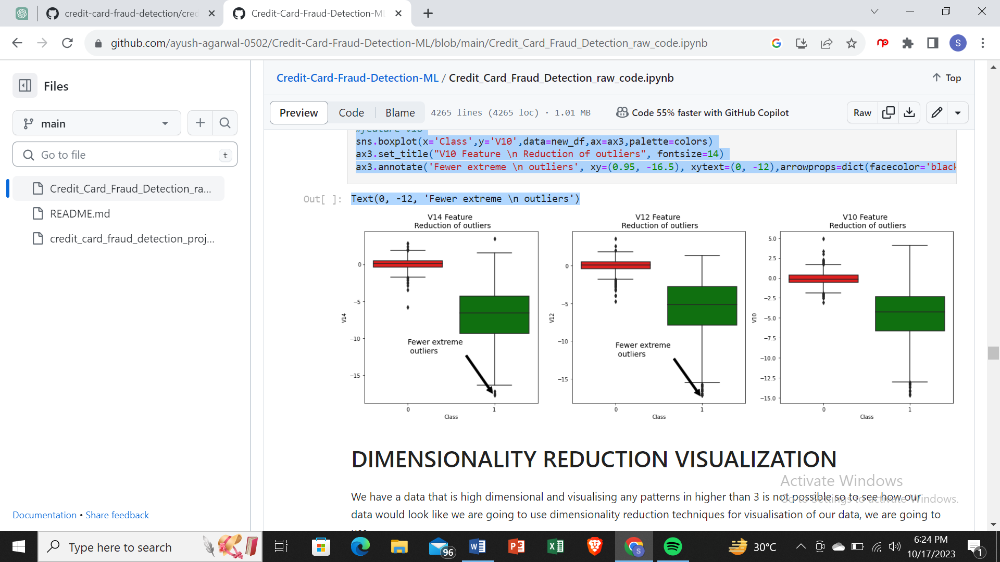 credit-card-fraud-detection/cred
Credit-Card-Fraud-Detection-ML
github.com/ayush-agarwal-0502/Credit-Card-Fraud-Detection-ML/blob/main/Credit_Card_Fraud_Detection_raw_code.ipynb
S
Files
main
Go to file
t
Credit_Card_Fraud_Detection_ra...
README.md
credit_card_fraud_detection_proj...
Documentation • Share feedback
Credit-Card-Fraud-Detection-ML / Credit_Card_Fraud_Detection_raw_code.ipynb
Top
Preview
Code
Blame
4265 lines (4265 loc) · 1.01 MB
Code 55% faster with GitHub Copilot
Raw
#feature V10
sns.boxplot(x='Class',y='V10',data=new_df,ax=ax3,palette=colors)
ax3.set_title("V10 Feature \n Reduction of outliers", fontsize=14)
ax3.annotate('Fewer extreme \n outliers', xy=(0.95, -16.5), xytext=(0, -12),arrowprops=dict(facecolor='black
Out[ ]:
Text(0, -12, 'Fewer extreme \n outliers')
V14 Feature
Reduction of outliers
0
−5
−10
−15
V14
Fewer extreme
outliers
0
1
Class
V12 Feature
Reduction of outliers
0
−5
−10
−15
V12
Fewer extreme
outliers
0
1
Class
V10 Feature
Reduction of outliers
5.0
2.5
0.0
−2.5
−5.0
−7.5
−10.0
−12.5
−15.0
V10
0
1
Class
DIMENSIONALITY REDUCTION VISUALIZATION
We have a data that is high dimensional and visualising any patterns in higher than 3 is not possible so to see how our
data would look like we are going to use dimensionality reduction techniques for visualisation of our data, we are going to
Activate Windows
Go to Settings to activate Windows.
Type here to search
96
30°C
6:24 PM
10/17/2023
1